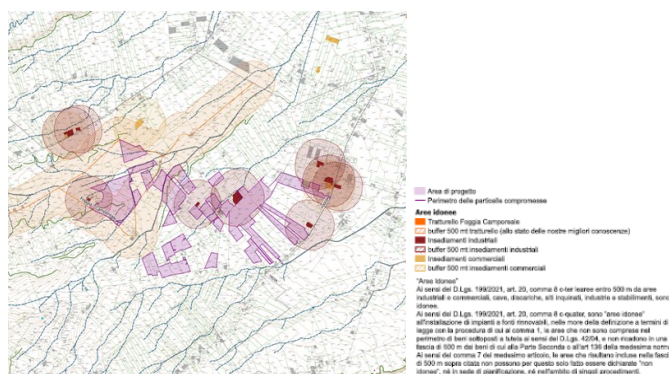 Area di progetto
Perimetro delle particelle compromesse
Aree idonee
Tratturello Foggia Camporeale
buffer 500 mt tratturello (allo stato delle nostre migliori conoscenze)
Insediamenti industriali
buffer 500 mt insediamenti industriali
Insediamenti commerciali
buffer 500 mt insediamenti commerciali
"Aree Idonee"
Ai sensi del D.Lgs. 199/2021, art. 20, comma 8 c-ter learee entro 500 m da aree
industriali e commerciali, cave, discariche, siti inquinati, industrie e stabilimenti, sono
idonee.
Ai sensi del D.Lgs. 199/2021, art. 20, comma 8 c-quater, sono "aree idonee"
all'installazione di impianti a fonti rinnovabili, nelle more della definizione a termini di
legge con la procedura di cui al comma 1, le aree che non sono comprese nel
perimetro di beni sottoposti a tutela ai sensi del D.Lgs. 42/04, e non ricadono in una
fascia di 500 m dai beni di cui alla Parte Seconda o all'art 136 della medesima norma.
Ai sensi del comma 7 del medesimo articolo, le aree che risultano incluse nella fascia
di 500 m sopra citata non possono per questo solo fatto essere dichiarate "non
idonee", né in sede di pianificazione, né nell'ambito di singoli procedimenti.